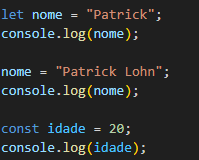 let nome = "Patrick";
console.log(nome);

nome = "Patrick Lohn";
console.log(nome);

const idade = 20;
console.log(idade);